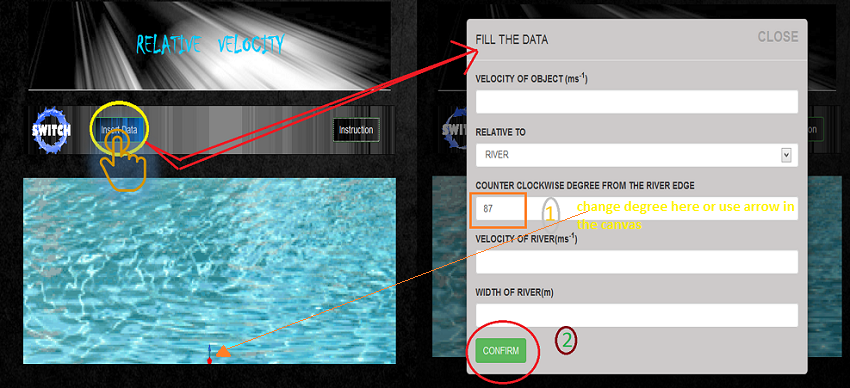 RELATIVE VELOCITY
SWITCH
Insert Data
Instruction
FILL THE DATA
CLOSE
VELOCITY OF OBJECT (ms-1)
RELATIVE TO
RIVER
COUNTER CLOCKWISE DEGREE FROM THE RIVER EDGE
87
1
change degree here or use arrow in
the canvas
VELOCITY OF RIVER(ms-1)
WIDTH OF RIVER(m)
CONFIRM
2